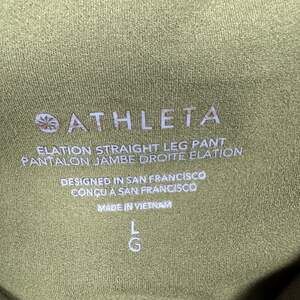 ATHLETA
ELATION STRAIGHT LEG PANT
PANTALON JAMBE DROITE ELATION
DESIGNED IN SAN FRANCISCO
CONÇU A SAN FRANCISCO
MADE IN VIETNAM
L
G